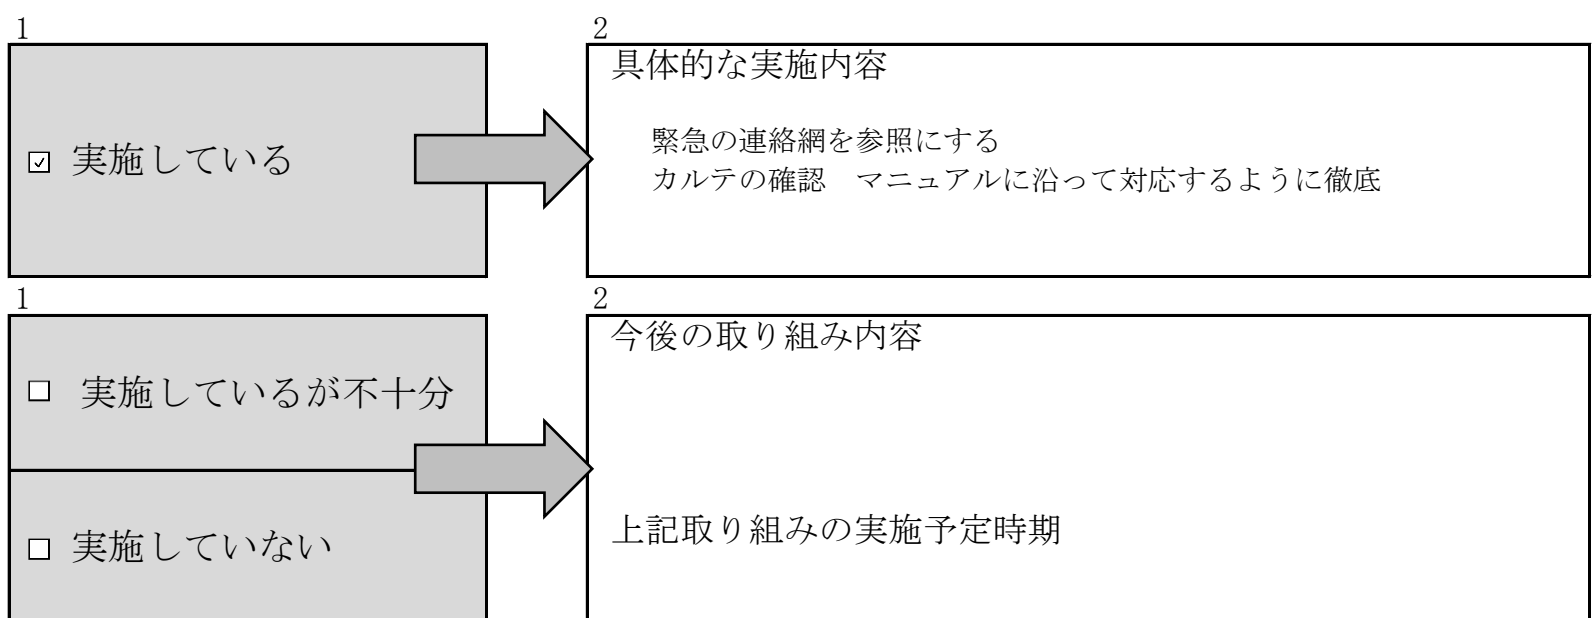 1
2
☑ 実施している
具体的な実施内容
緊急の連絡網を参照にする
カルテの確認　マニュアルに沿って対応するように徹底
1
2
☐ 実施しているが不十分
☐ 実施していない
今後の取り組み内容
上記取り組みの実施予定時期